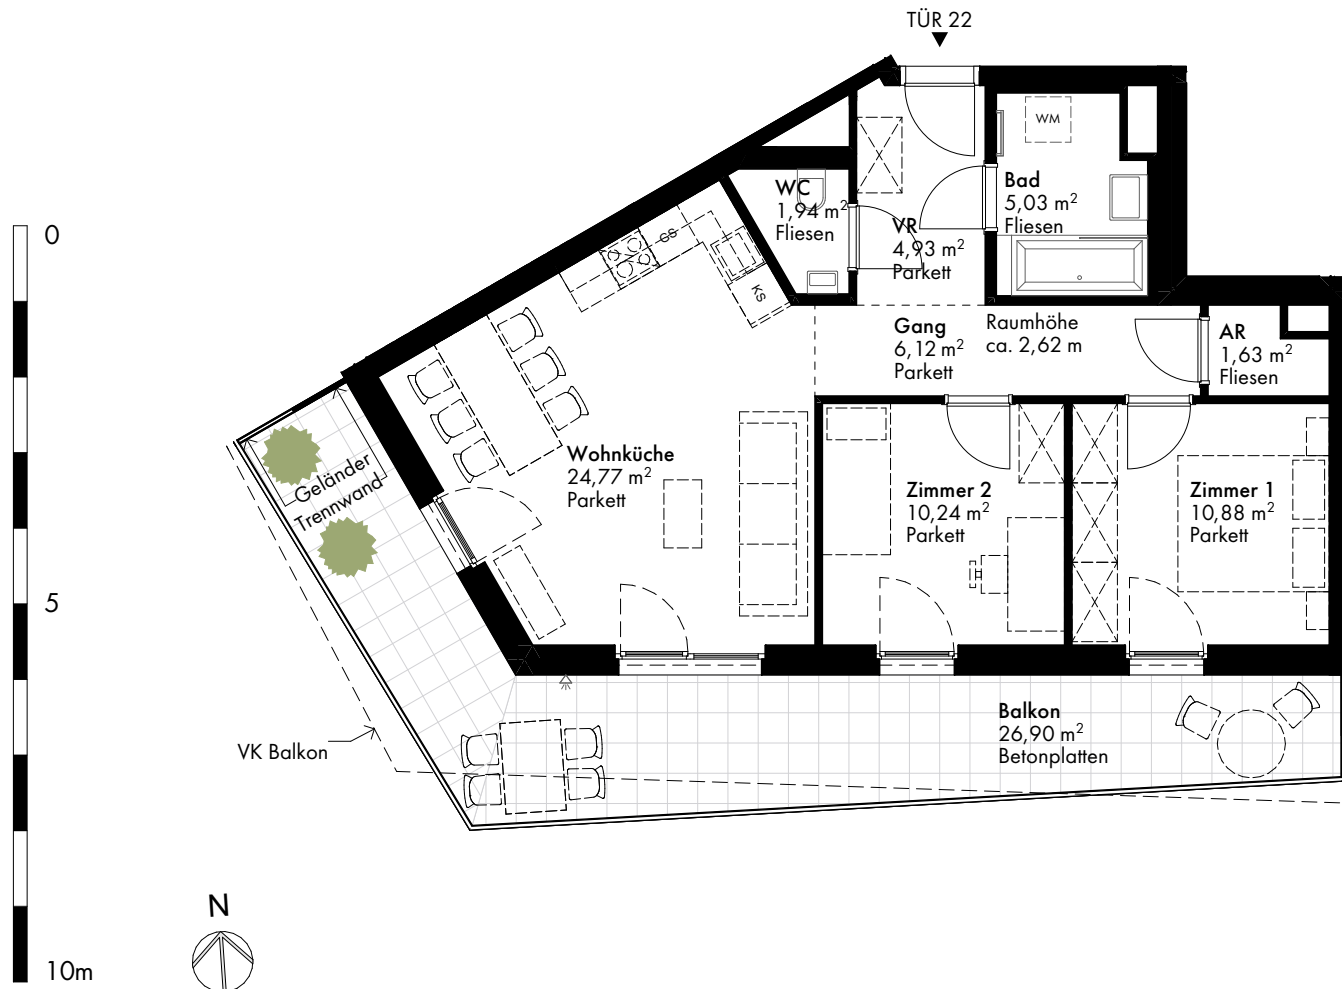 TÜR 22
WM
Bad
5,03 m²
Fliesen
WC
1,94 m²
Fliesen
VR
4,93 m²
Parkett
GS
KS
0
Gang
6,12 m²
Parkett
Raumhöhe
ca. 2,62 m
AR
1,63 m²
Fliesen
Geländer
Trennwand
Wohnküche
24,77 m²
Parkett
Zimmer 2
10,24 m²
Parkett
Zimmer 1
10,88 m²
Parkett
5
VK Balkon
Balkon
26,90 m²
Betonplatten
N
10m